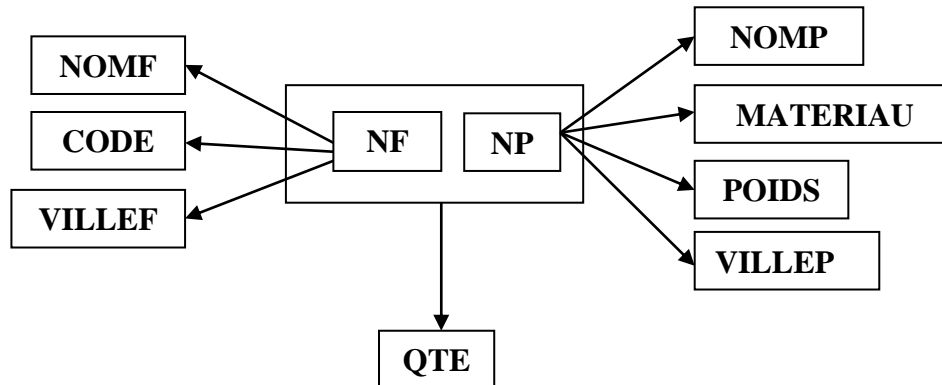 NOMF
CODE
VILLEF
NF
NP
NOMP
MATERIAU
POIDS
VILLEP
QTE